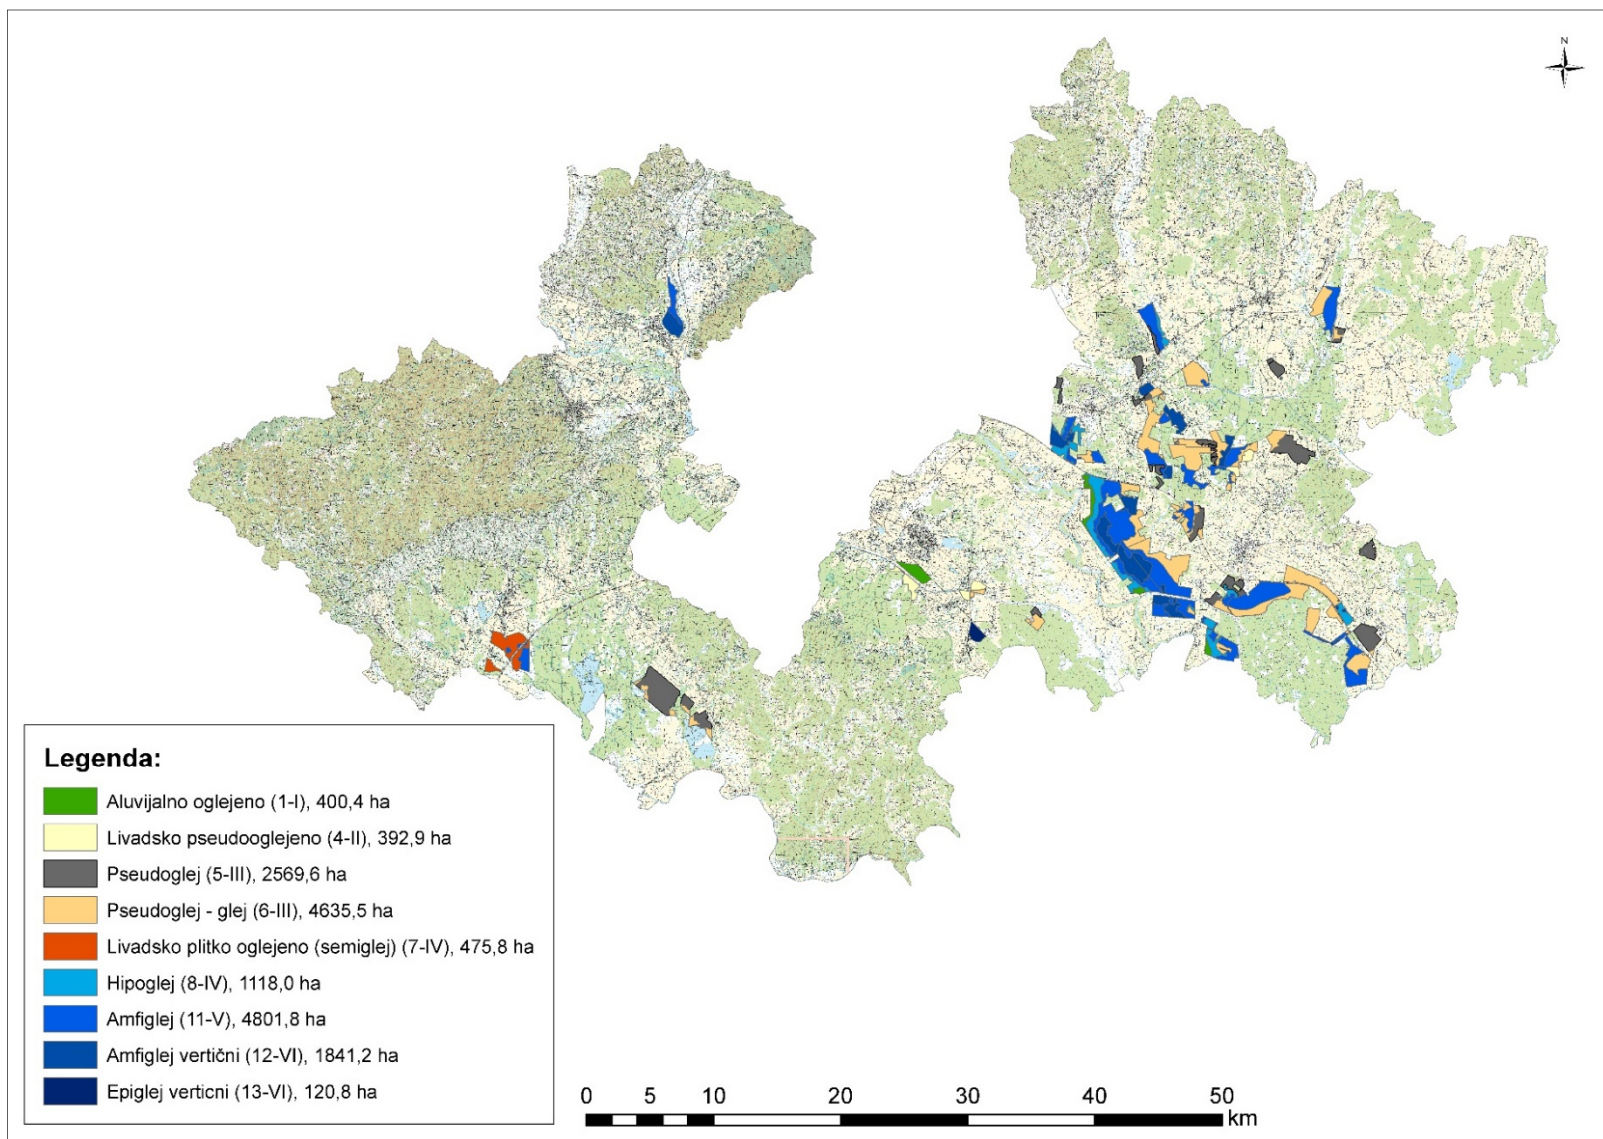 N
Legenda:
Aluvijalno oglejeno (1-I), 400,4 ha
Livadsko pseudooglejeno (4-II), 392,9 ha
Pseudoglej (5-III), 2569,6 ha
Pseudoglej - glej (6-III), 4635,5 ha
Livadsko plitko oglejeno (semiglej) (7-IV), 475,8 ha
Hipoglej (8-IV), 1118,0 ha
Amfiglej (11-V), 4801,8 ha
Amfiglej vertični (12-VI), 1841,2 ha
Epiglej verticni (13-VI), 120,8 ha
0 5 10 20 30 40 50
km